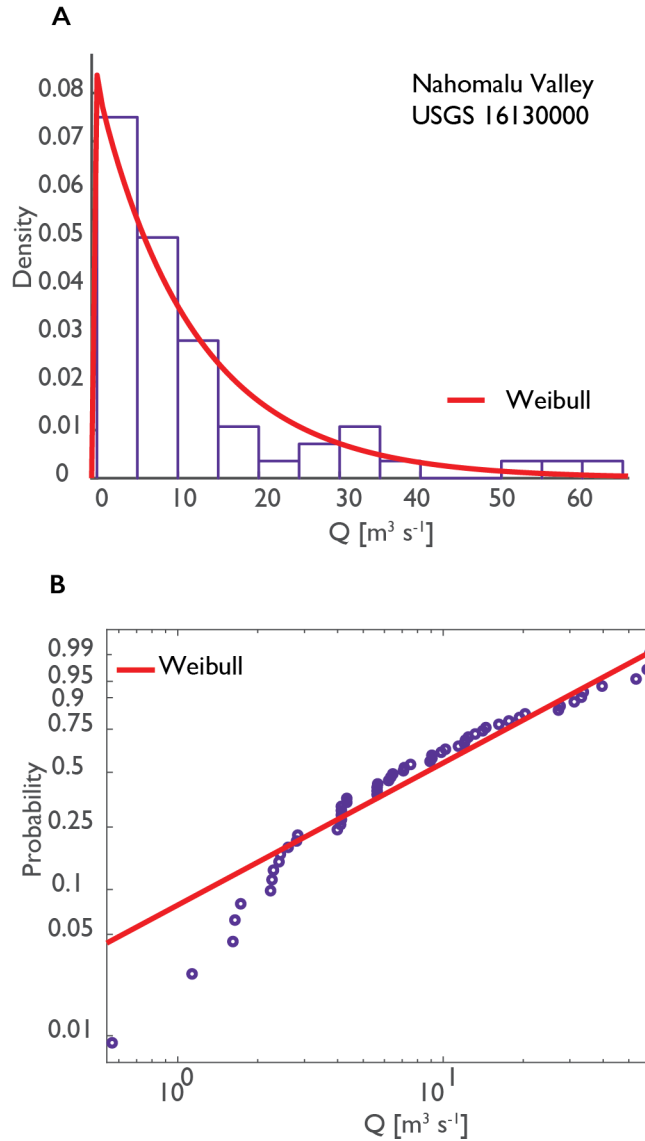 A
Nahomalu Valley
USGS 16130000
Density
0.08
0.07
0.06
0.05
0.04
0.03
0.02
0.01
0
Weibull
0 10 20 30 40 50 60
Q [m³ s⁻¹]
B
Weibull
Probability
0.99
0.95
0.9
0.75
0.5
0.25
0.1
0.05
0.01
10⁰ 10¹
Q [m³ s⁻¹]